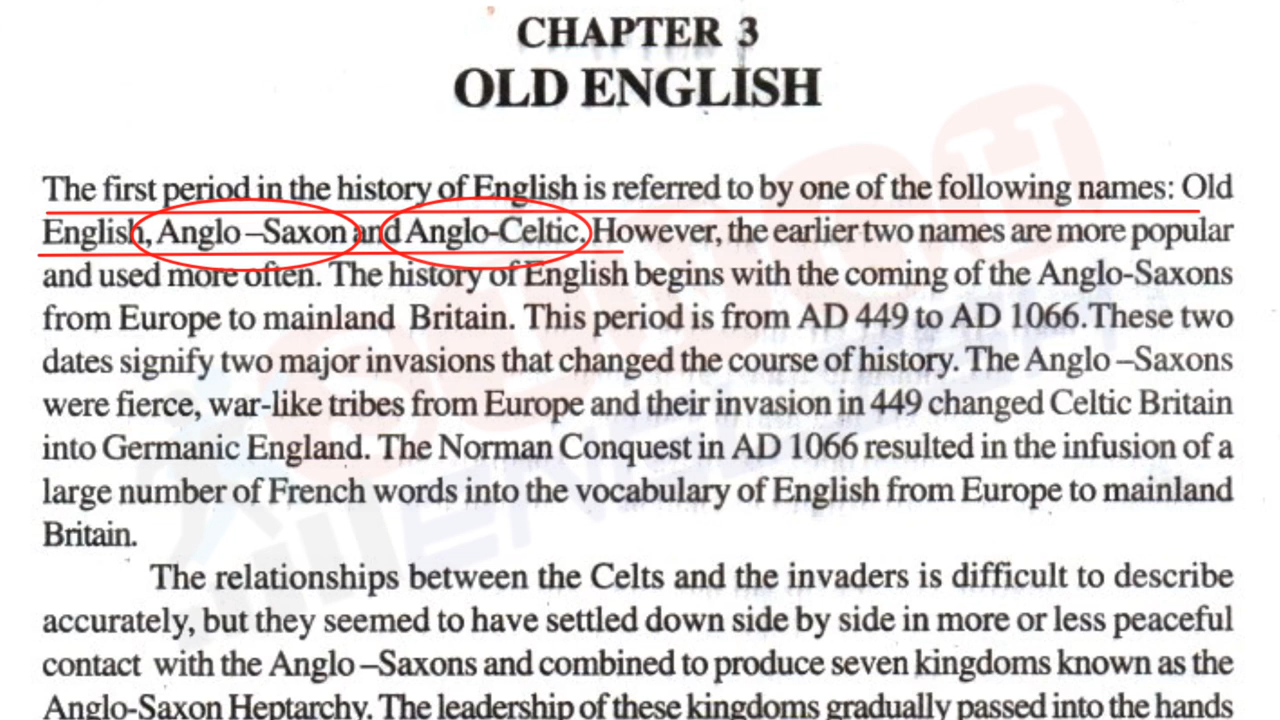 CHAPTER 3
OLD ENGLISH
The first period in the history of English is referred to by one of the following names: Old
English, Anglo –Saxon and Anglo-Celtic. However, the earlier two names are more popular
and used more often. The history of English begins with the coming of the Anglo-Saxons
from Europe to mainland Britain. This period is from AD 449 to AD 1066.These two
dates signify two major invasions that changed the course of history. The Anglo –Saxons
were fierce, war-like tribes from Europe and their invasion in 449 changed Celtic Britain
into Germanic England. The Norman Conquest in AD 1066 resulted in the infusion of a
large number of French words into the vocabulary of English from Europe to mainland
Britain.
The relationships between the Celts and the invaders is difficult to describe
accurately, but they seemed to have settled down side by side in more or less peaceful
contact with the Anglo –Saxons and combined to produce seven kingdoms known as the
Anglo-Saxon Heptarchy. The leadership of these kingdoms gradually passed into the hands